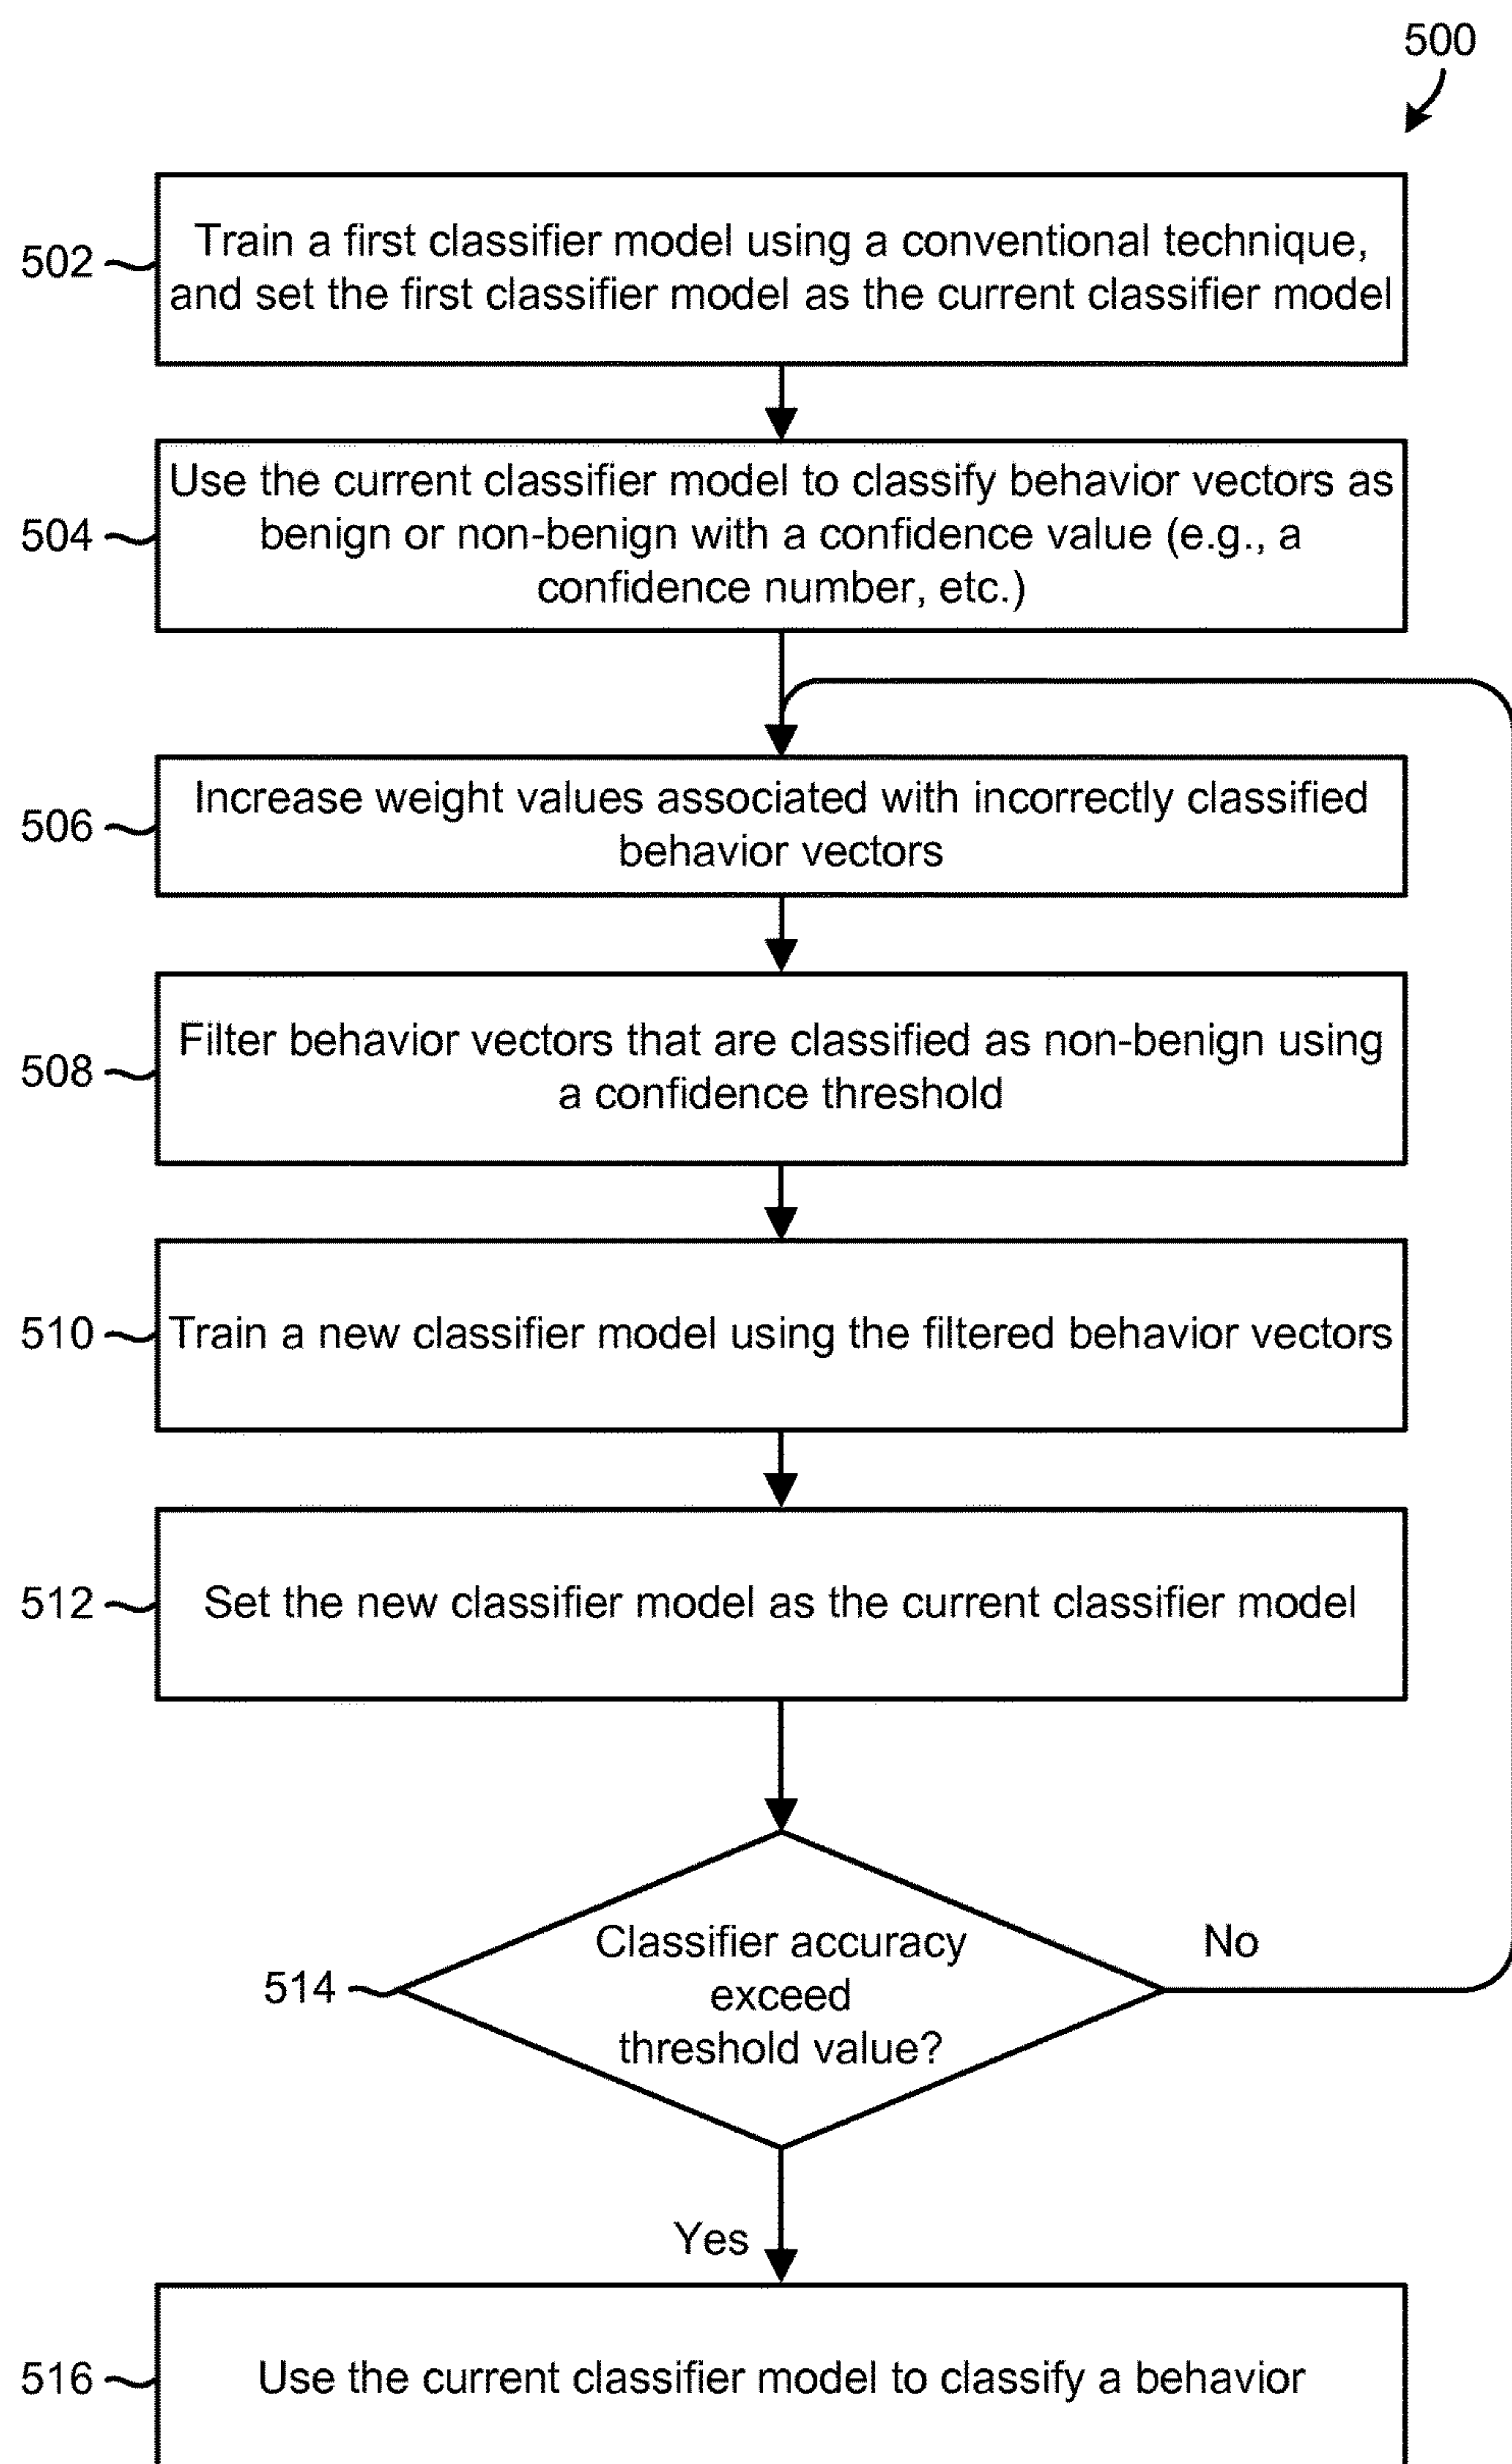 500
502
Train a first classifier model using a conventional technique,
and set the first classifier model as the current classifier model
504
Use the current classifier model to classify behavior vectors as
benign or non-benign with a confidence value (e.g., a
confidence number, etc.)
506
Increase weight values associated with incorrectly classified
behavior vectors
508
Filter behavior vectors that are classified as non-benign using
a confidence threshold
510
Train a new classifier model using the filtered behavior vectors
512
Set the new classifier model as the current classifier model
514
Classifier accuracy
exceed
threshold value?
No
Yes
516
Use the current classifier model to classify a behavior